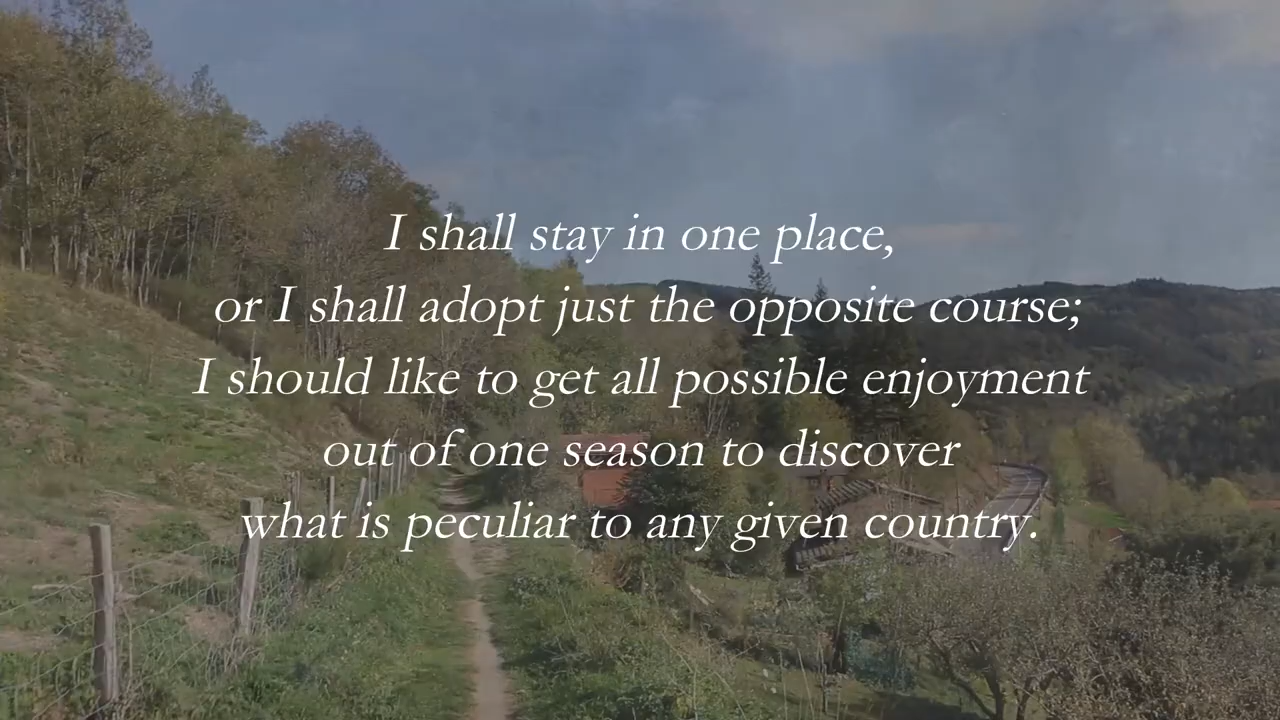 I shall stay in one place,
or I shall adopt just the opposite course;
I should like to get all possible enjoyment
out of one season to discover
what is peculiar to any given country.